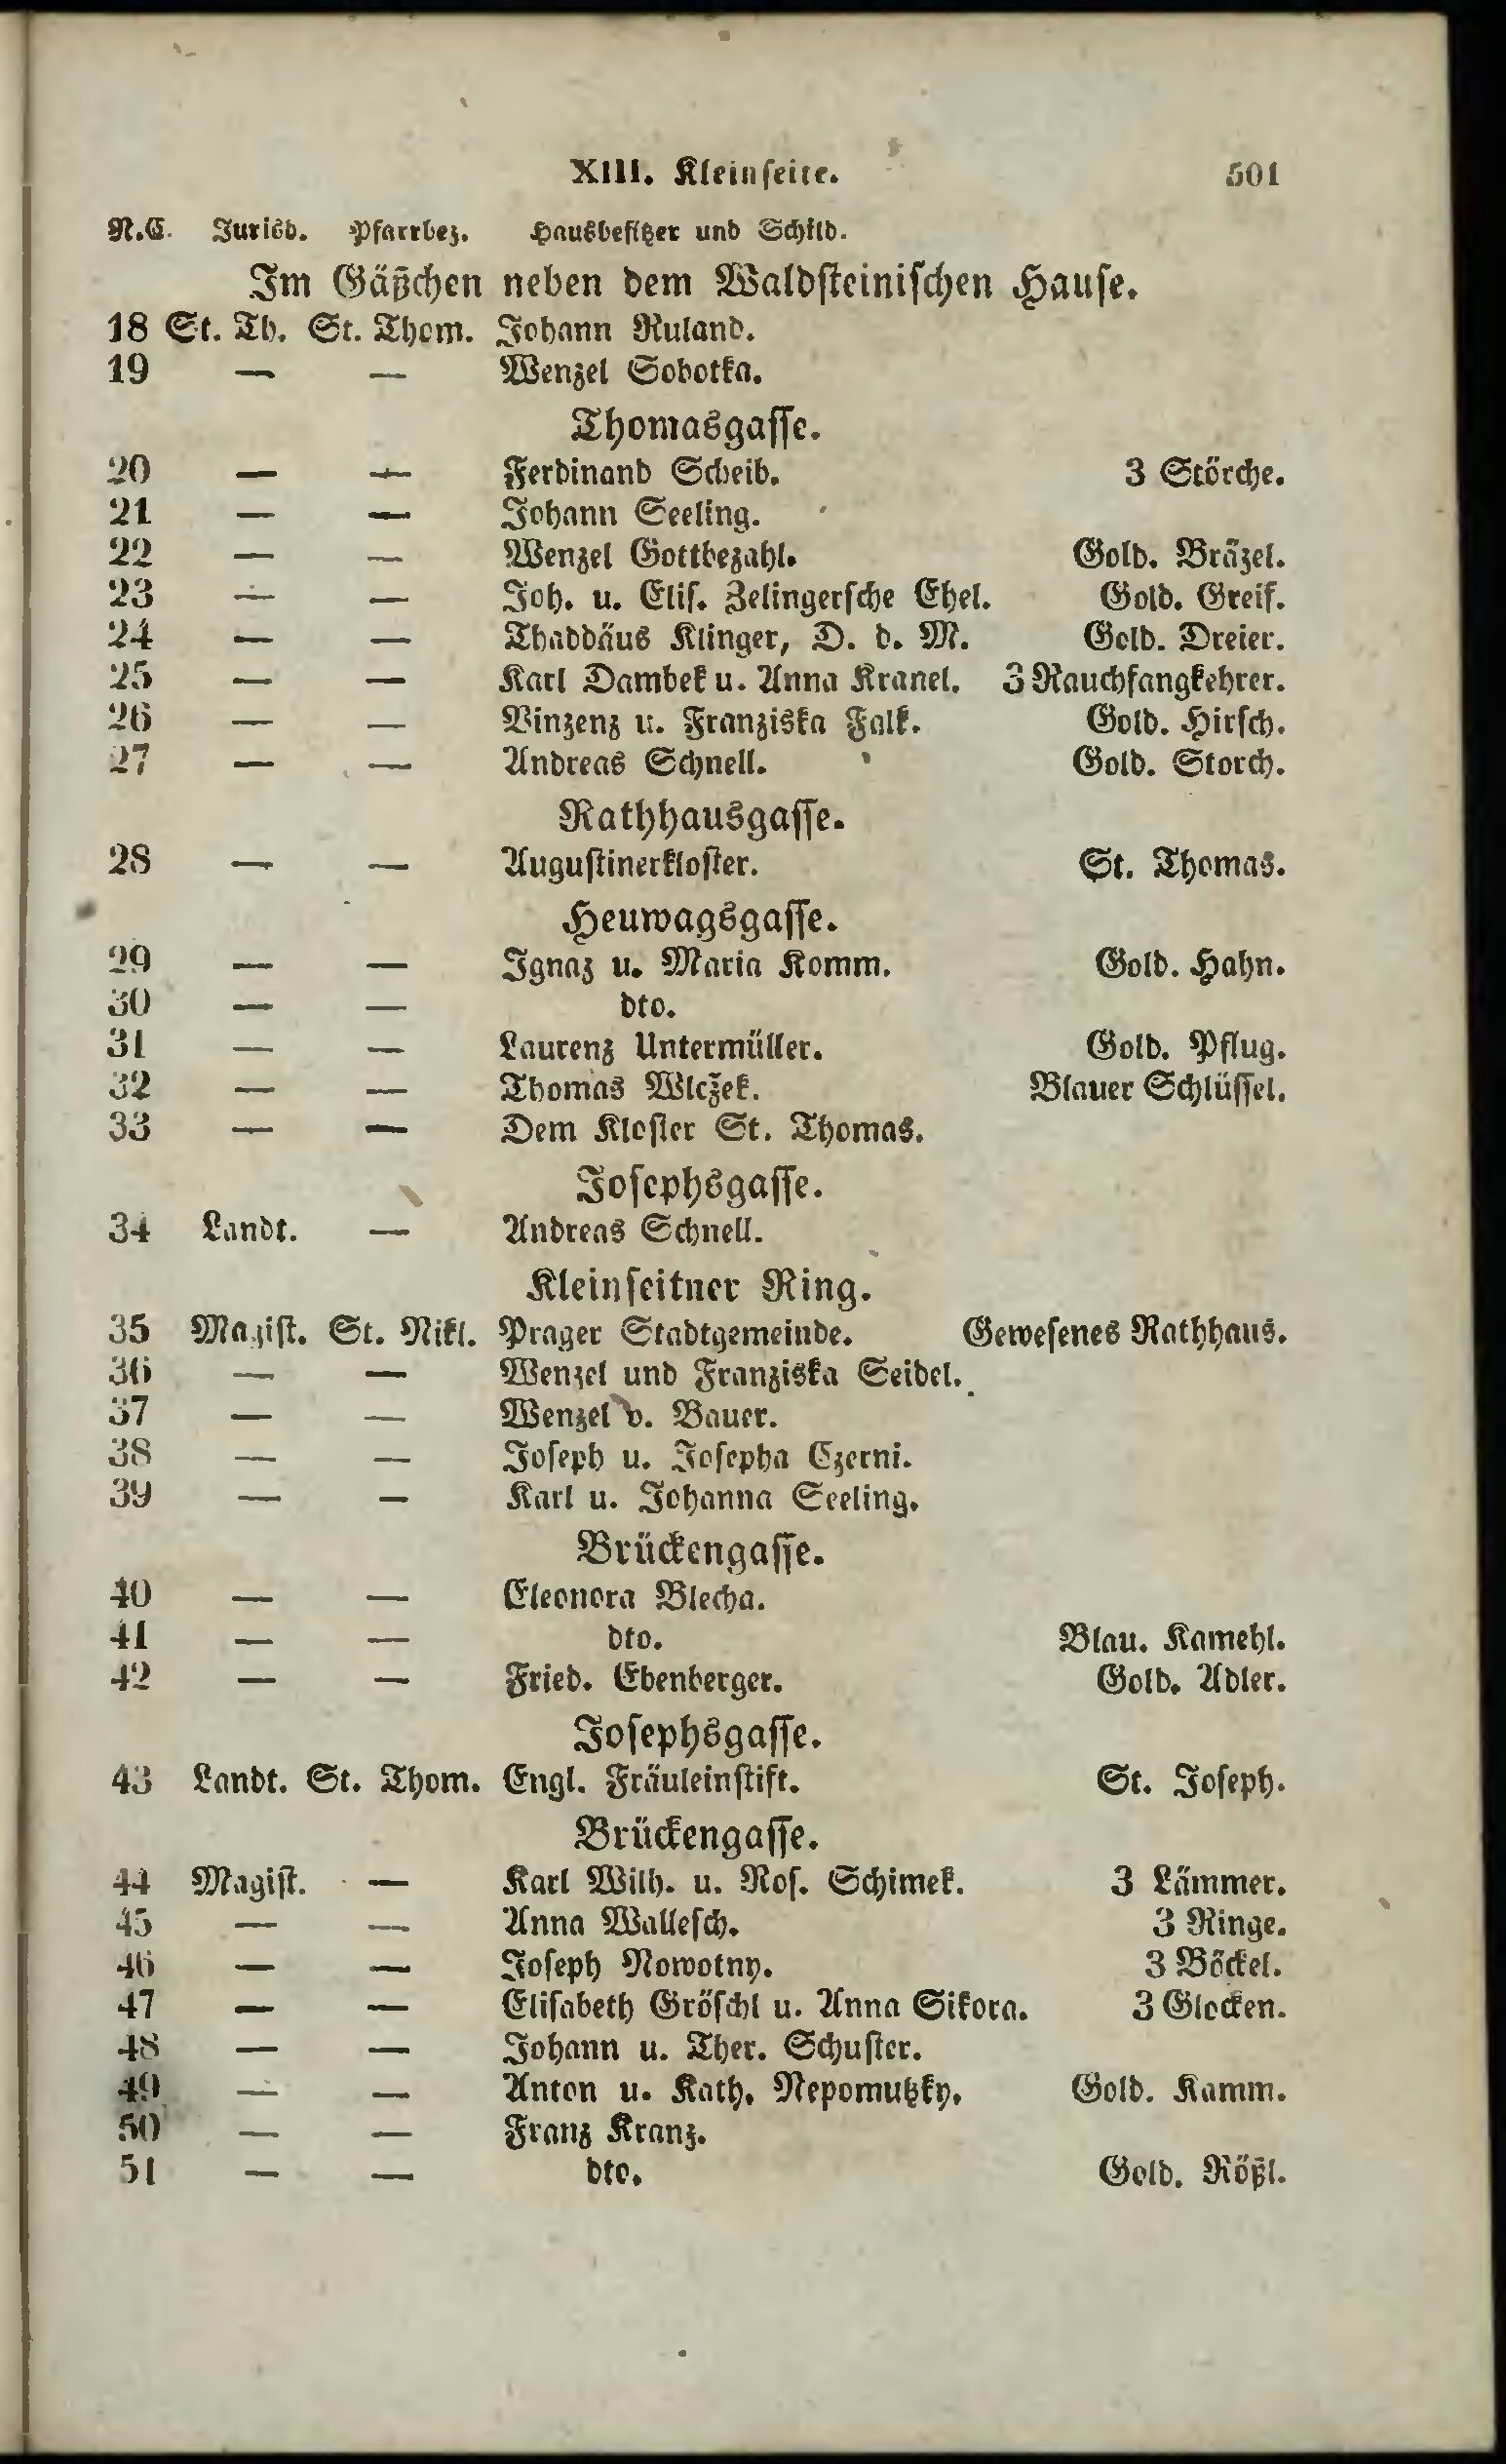 XIII. Kleinseite. 501
N.C. Jurisd. Pfarrbez. Hausbesitzer und Schild.
Im Gäßchen neben dem Waldsteinischen Hause.
18 St. Th. St. Thom. Johann Ruland.
19 — — Wenzel Sobotka.
Thomasgasse.
20 — — Ferdinand Scheib. 3 Störche.
21 — — Johann Seeling.
22 — — Wenzel Gottbezahl. Gold. Bräzel.
23 — — Joh. u. Elis. Zelingersche Ehel. Gold. Greif.
24 — — Thaddäus Klinger, D. d. M. Gold. Dreier.
25 — — Karl Dambek u. Anna Kranel. 3 Rauchfangkehrer.
26 — — Vinzenz u. Franziska Falk. Gold. Hirsch.
27 — — Andreas Schnell. Gold. Storch.
Rathhausgasse.
28 — — Augustinerkloster. St. Thomas.
Heuwagsgasse.
29 — — Ignaz u. Maria Komm. Gold. Hahn.
30 — — dto.
31 — — Laurenz Untermüller. Gold. Pflug.
32 — — Thomas Wlcžek. Blauer Schlüssel.
33 — — Dem Kloster St. Thomas.
Josephsgasse.
34 Landt. — Andreas Schnell.
Kleinseitner Ring.
35 Magist. St. Nikl. Prager Stadtgemeinde. Gewesenes Rathhaus.
36 — — Wenzel und Franziska Seidel.
37 — — Wenzel v. Bauer.
38 — — Joseph u. Josepha Czerni.
39 — — Karl u. Johanna Seeling.
Brückengasse.
40 — — Eleonora Blecha.
41 — — dto. Blau. Kamehl.
42 — — Fried. Ebenberger. Gold. Adler.
Josephsgasse.
43 Landt. St. Thom. Engl. Fräuleinstift. St. Joseph.
Brückengasse.
44 Magist. — Karl Wilh. u. Ros. Schimek. 3 Lämmer.
45 — — Anna Wallesch. 3 Ringe.
46 — — Joseph Nowotny. 3 Böckel.
47 — — Elisabeth Gröschl u. Anna Sikora. 3 Glocken.
48 — — Johann u. Ther. Schuster.
49 — — Anton u. Kath. Nepomutzky. Gold. Kamm.
50 — — Franz Kranz.
51 — — dto. Gold. Rößl.